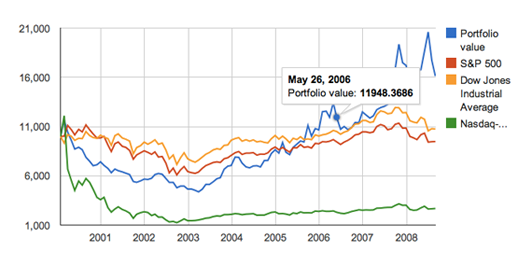 21,000
16,000
11,000
6,000
1,000
2001 2002 2003 2004 2005 2006 2007 2008
May 26, 2006
Portfolio value: 11948.3686
Portfolio
value
S&P 500
Dow Jones
Industrial
Average
Nasdaq-...